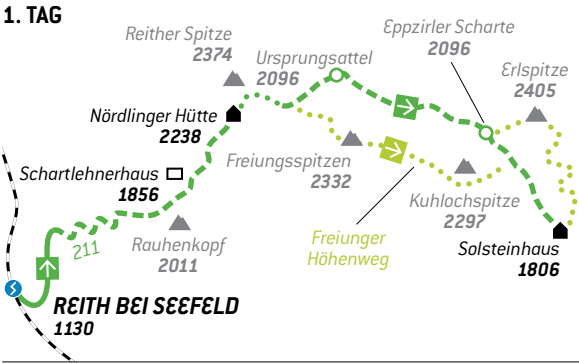 1. TAG
Reither Spitze
2374
Ursprungsattel
2096
Eppzirler Scharte
2096
Erlspitze
2405
Nördlinger Hütte
2238
Schartlehnerhaus
1856
Freiungsspitzen
2332
Kuhlochspitze
2297
Rauhenkopf
2011
211
Freiunger
Höhenweg
Solsteinhaus
1806
REITH BEI SEEFELD
1130